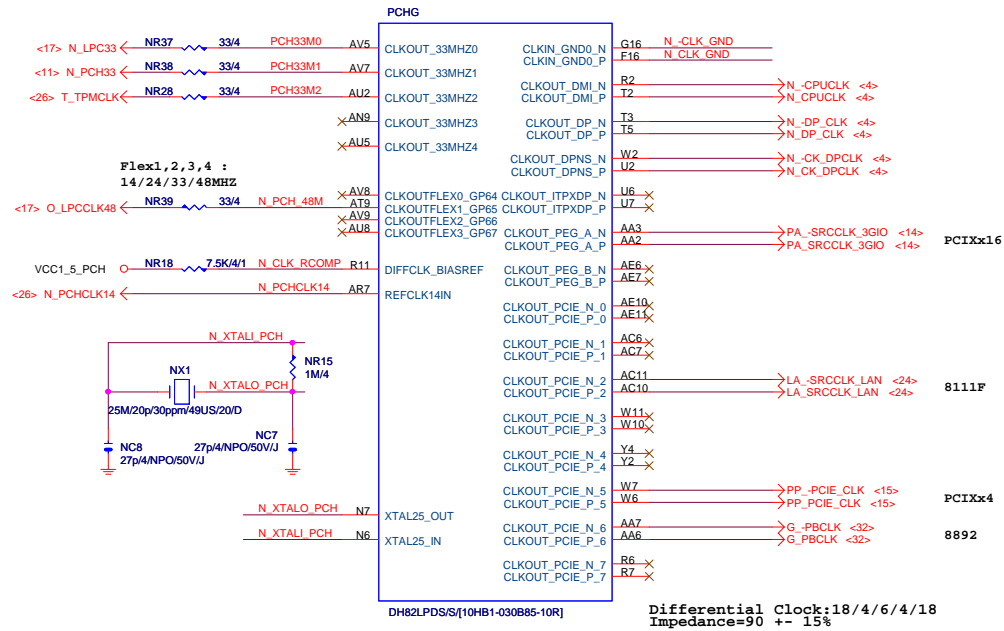 PCHG
<17> N_LPC33 NR37 33/4 PCH33M0 AV5 CLKOUT_33MHZ0
<11> N_PCH33 NR38 33/4 PCH33M1 AV7 CLKOUT_33MHZ1
<26> T_TPMCLK NR28 33/4 PCH33M2 AU2 CLKOUT_33MHZ2
AN9 CLKOUT_33MHZ3
AU5 CLKOUT_33MHZ4
Flex1,2,3,4 :
14/24/33/48MHZ
AV8 CLKOUTFLEX0_GP64
<17> O_LPCCLK48 NR39 33/4 N_PCH_48M AT9 CLKOUTFLEX1_GP65
AV9 CLKOUTFLEX2_GP66
AU8 CLKOUTFLEX3_GP67
VCC1_5_PCH NR18 7.5K/4/1 N_CLK_RCOMP R11 DIFFCLK_BIASREF
<26> N_PCHCLK14 N_PCHCLK14 AR7 REFCLK14IN
N_XTALI_PCH
NR15
1M/4
NX1
N_XTALO_PCH
25M/20p/30ppm/49US/20/D
NC8
27p/4/NPO/50V/J
NC7
27p/4/NPO/50V/J
N_XTALO_PCH N7 XTAL25_OUT
N_XTALI_PCH N6 XTAL25_IN
CLKIN_GND0_N G16 N_-CLK_GND
CLKIN_GND0_P F16 N_CLK_GND
CLKOUT_DMI_N R2 N_-CPUCLK <4>
CLKOUT_DMI_P T2 N_CPUCLK <4>
CLKOUT_DP_N T3 N_-DP_CLK <4>
CLKOUT_DP_P T5 N_DP_CLK <4>
CLKOUT_DPNS_N W2 N_-CK_DPCLK <4>
CLKOUT_DPNS_P U2 N_CK_DPCLK <4>
CLKOUT_ITPXDP_N U6
CLKOUT_ITPXDP_P U7
CLKOUT_PEG_A_N AA3 PA_-SRCCLK_3GIO <14>
CLKOUT_PEG_A_P AA2 PA_SRCCLK_3GIO <14>
PCIXx16
CLKOUT_PEG_B_N AE6
CLKOUT_PEG_B_P AE7
CLKOUT_PCIE_N_0 AE10
CLKOUT_PCIE_P_0 AE11
CLKOUT_PCIE_N_1 AC6
CLKOUT_PCIE_P_1 AC7
CLKOUT_PCIE_N_2 AC11 LA_-SRCCLK_LAN <24>
CLKOUT_PCIE_P_2 AC10 LA_SRCCLK_LAN <24>
8111F
CLKOUT_PCIE_N_3 W11
CLKOUT_PCIE_P_3 W10
CLKOUT_PCIE_N_4 Y4
CLKOUT_PCIE_P_4 Y2
CLKOUT_PCIE_N_5 W7 PP_-PCIE_CLK <15>
CLKOUT_PCIE_P_5 W6 PP_PCIE_CLK <15>
PCIXx4
CLKOUT_PCIE_N_6 AA7 G_-PBCLK <32>
CLKOUT_PCIE_P_6 AA6 G_PBCLK <32>
8892
CLKOUT_PCIE_N_7 R6
CLKOUT_PCIE_P_7 R7
DH82LPDS/S/[10HB1-030B85-10R]
Differential Clock:18/4/6/4/18
Impedance=90 +- 15%